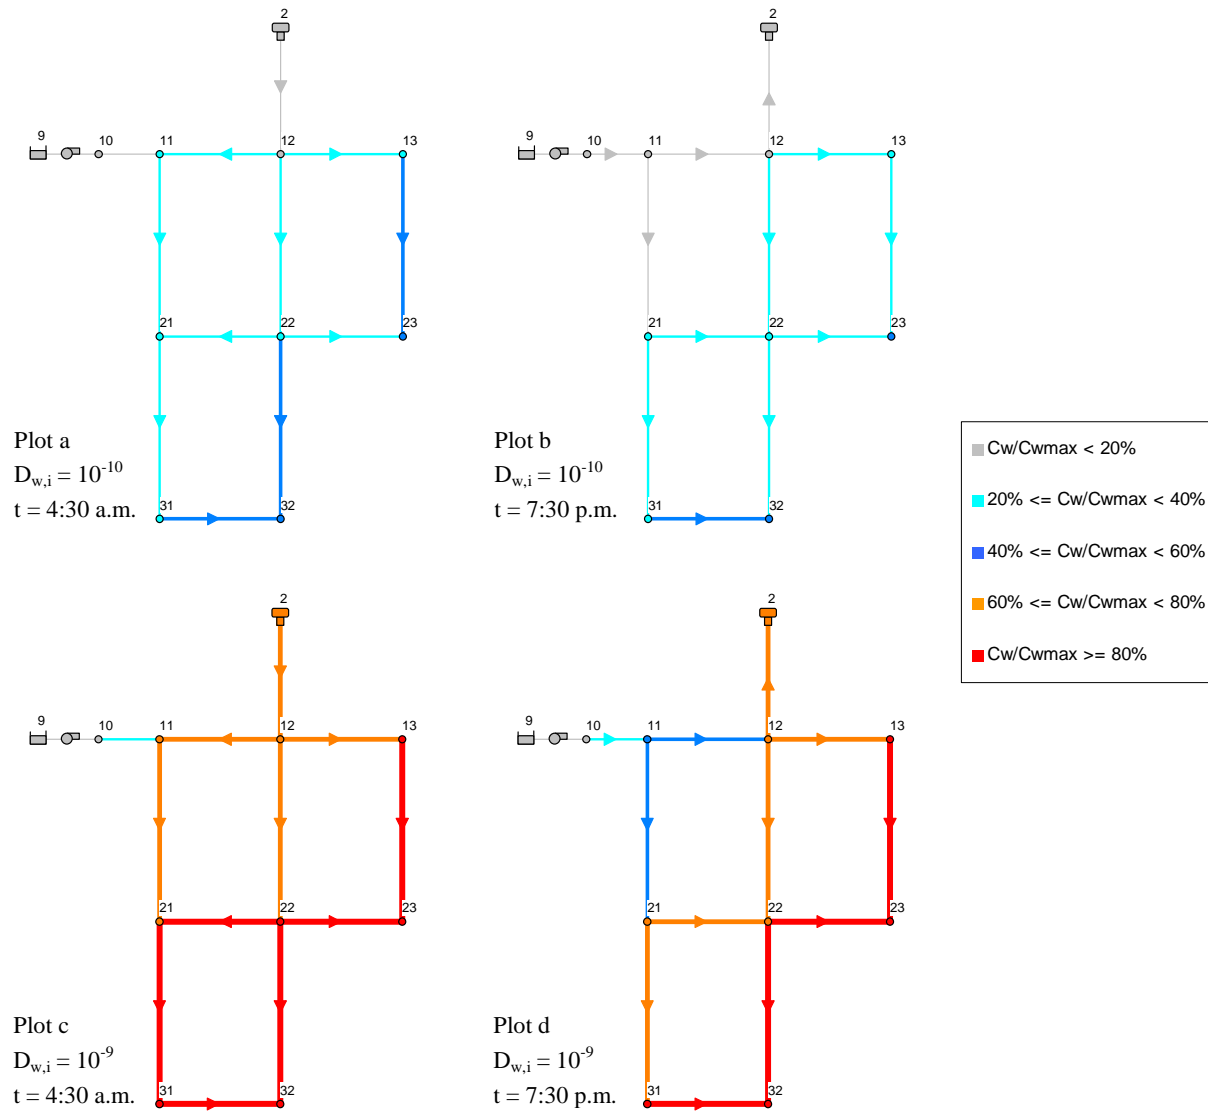 2
9
10
11
12
13
21
22
23
31
32
Plot a
D_{w,i} = 10^{-10}
t = 4:30 a.m.
2
9
10
11
12
13
21
22
23
31
32
Plot b
D_{w,i} = 10^{-10}
t = 7:30 p.m.
Cw/Cwmax < 20%
20% <= Cw/Cwmax < 40%
40% <= Cw/Cwmax < 60%
60% <= Cw/Cwmax < 80%
Cw/Cwmax >= 80%
2
9
10
11
12
13
21
22
23
31
32
Plot c
D_{w,i} = 10^{-9}
t = 4:30 a.m.
2
9
10
11
12
13
21
22
23
31
32
Plot d
D_{w,i} = 10^{-9}
t = 7:30 p.m.